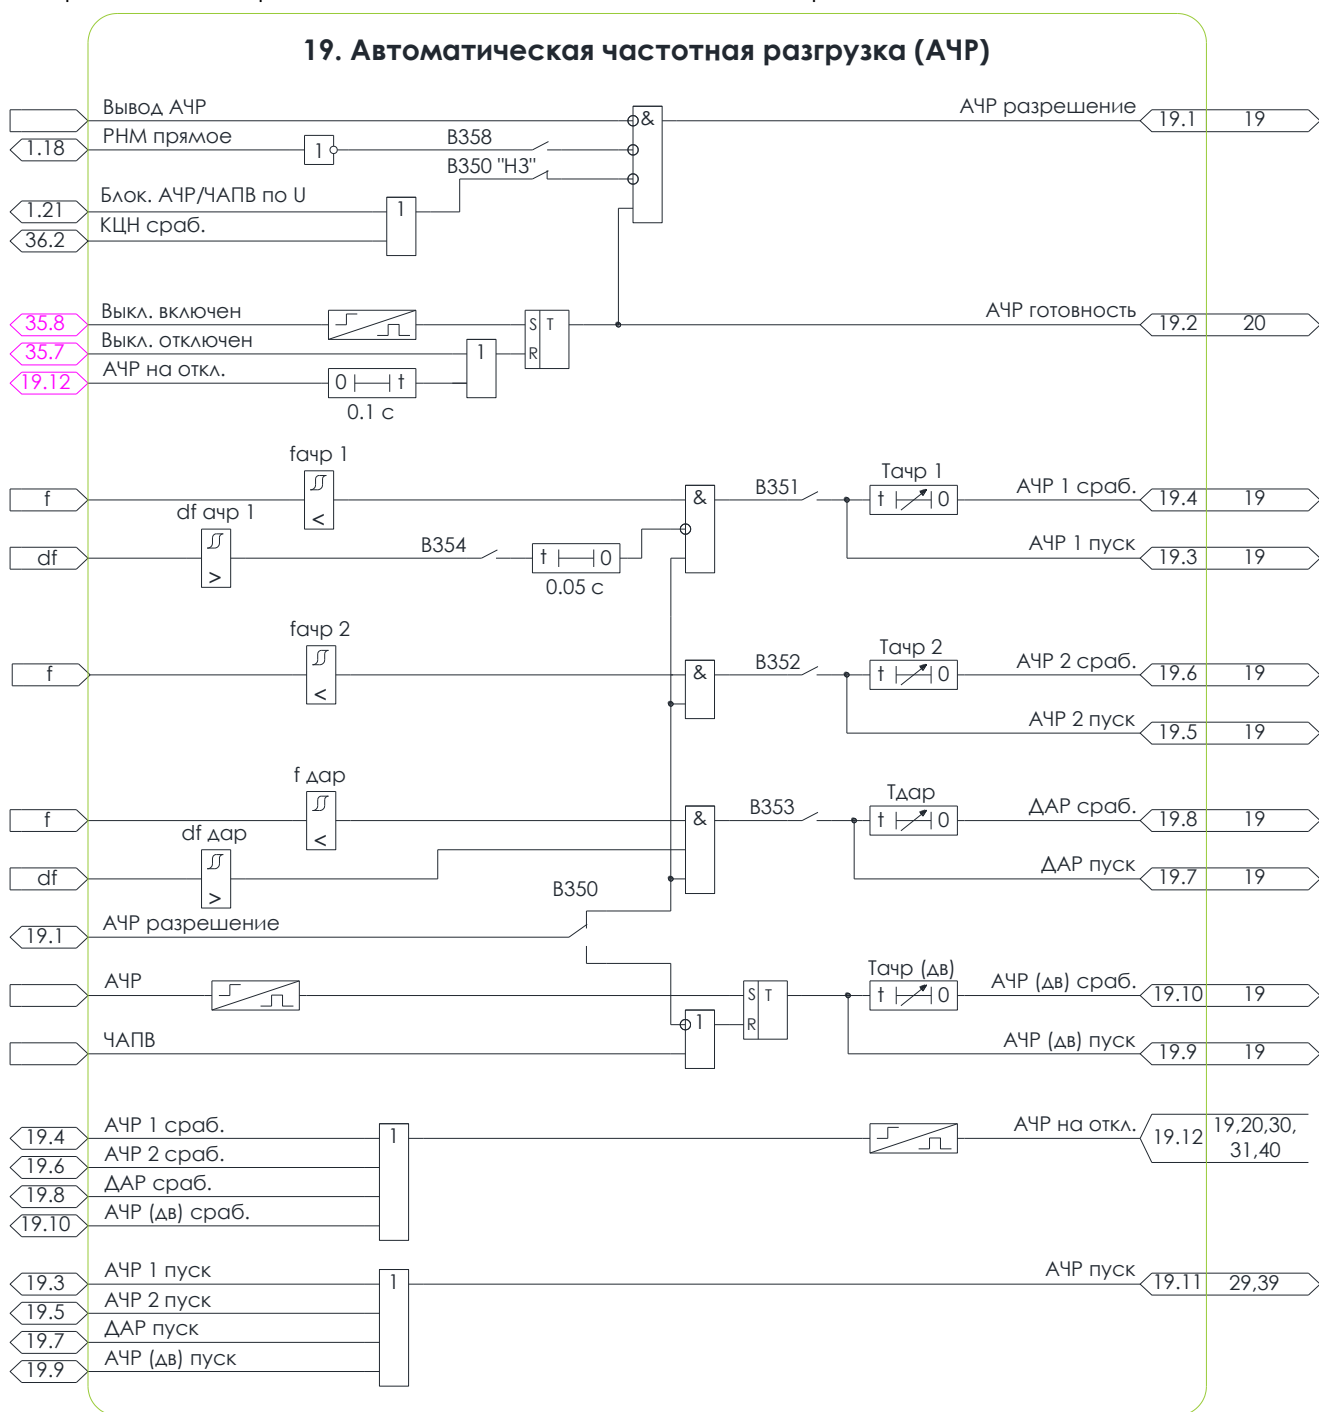 19. Автоматическая частотная разгрузка (АЧР)
Вывод АЧР
&
АЧР разрешение
19.1 19
1.18
РНМ прямое
1
В358
В350 "НЗ"
1.21
Блок. АЧР/ЧАПВ по U
1
36.2
КЦН сраб.
35.8
Выкл. включен
S T
R
АЧР готовность
19.2 20
35.7
Выкл. отключен
1
19.12
АЧР на откл.
0 t
0.1 с
fачр 1
f
<
&
В351
Тачр 1
t 0
АЧР 1 сраб.
19.4 19
df ачр 1
df
>
В354
t 0
0.05 с
АЧР 1 пуск
19.3 19
fачр 2
f
<
&
В352
Тачр 2
t 0
АЧР 2 сраб.
19.6 19
АЧР 2 пуск
19.5 19
f дар
f
<
&
В353
Тдар
t 0
ДАР сраб.
19.8 19
df дар
df
>
ДАР пуск
19.7 19
В350
19.1
АЧР разрешение
АЧР
S T
R
Тачр (дв)
t 0
АЧР (дв) сраб.
19.10 19
ЧАПВ
1
АЧР (дв) пуск
19.9 19
19.4
АЧР 1 сраб.
1
АЧР на откл.
19.12
19,20,30,
31,40
19.6
АЧР 2 сраб.
19.8
ДАР сраб.
19.10
АЧР (дв) сраб.
19.3
АЧР 1 пуск
1
АЧР пуск
19.11 29,39
19.5
АЧР 2 пуск
19.7
ДАР пуск
19.9
АЧР (дв) пуск